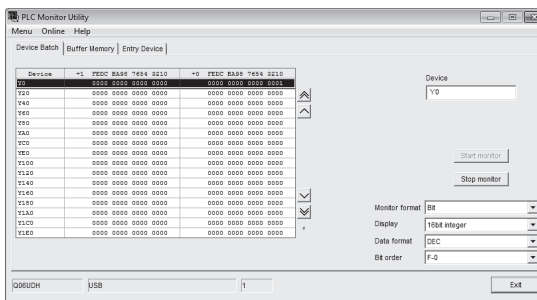 PLC Monitor Utility
Menu Online Help
Device Batch Buffer Memory Entry Device
Device +1 FEDC BA98 7654 3210 +0 FEDC BA98 7654 3210
Y0 0000 0000 0000 0000 0000 0000 0000 0001
Y20 0000 0000 0000 0000 0000 0000 0000 0000
Y40 0000 0000 0000 0000 0000 0000 0000 0000
Y60 0000 0000 0000 0000 0000 0000 0000 0000
Y80 0000 0000 0000 0000 0000 0000 0000 0000
YA0 0000 0000 0000 0000 0000 0000 0000 0000
YC0 0000 0000 0000 0000 0000 0000 0000 0000
YE0 0000 0000 0000 0000 0000 0000 0000 0000
Y100 0000 0000 0000 0000 0000 0000 0000 0000
Y120 0000 0000 0000 0000 0000 0000 0000 0000
Y140 0000 0000 0000 0000 0000 0000 0000 0000
Y160 0000 0000 0000 0000 0000 0000 0000 0000
Y180 0000 0000 0000 0000 0000 0000 0000 0000
Y1A0 0000 0000 0000 0000 0000 0000 0000 0000
Y1C0 0000 0000 0000 0000 0000 0000 0000 0000
Y1E0 0000 0000 0000 0000 0000 0000 0000 0000
Device
Y0
Start monitor
Stop monitor
Monitor format Bit
Display 16bit integer
Data format DEC
Bit order F-0
Q06UDH USB 1 Exit